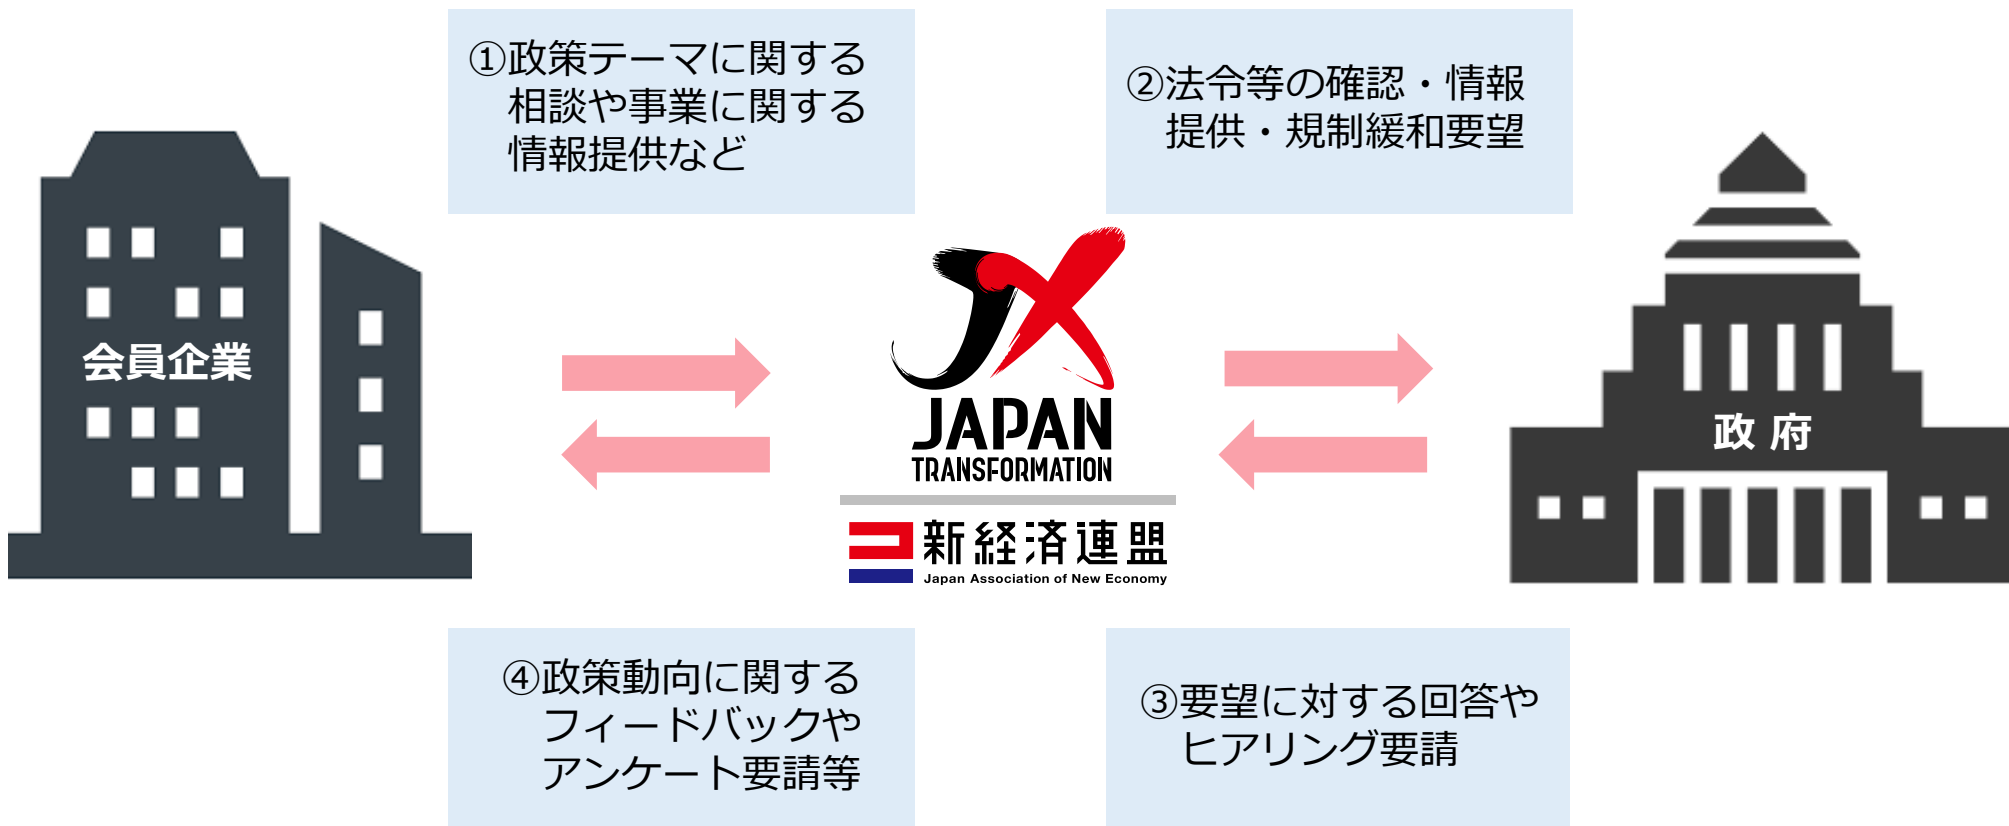 ①政策テーマに関する
相談や事業に関する
情報提供など
②法令等の確認・情報
提供・規制緩和要望
会員企業
JX
JAPAN
TRANSFORMATION
新経済連盟
Japan Association of New Economy
政府
④政策動向に関する
フィードバックや
アンケート要請等
③要望に対する回答や
ヒアリング要請